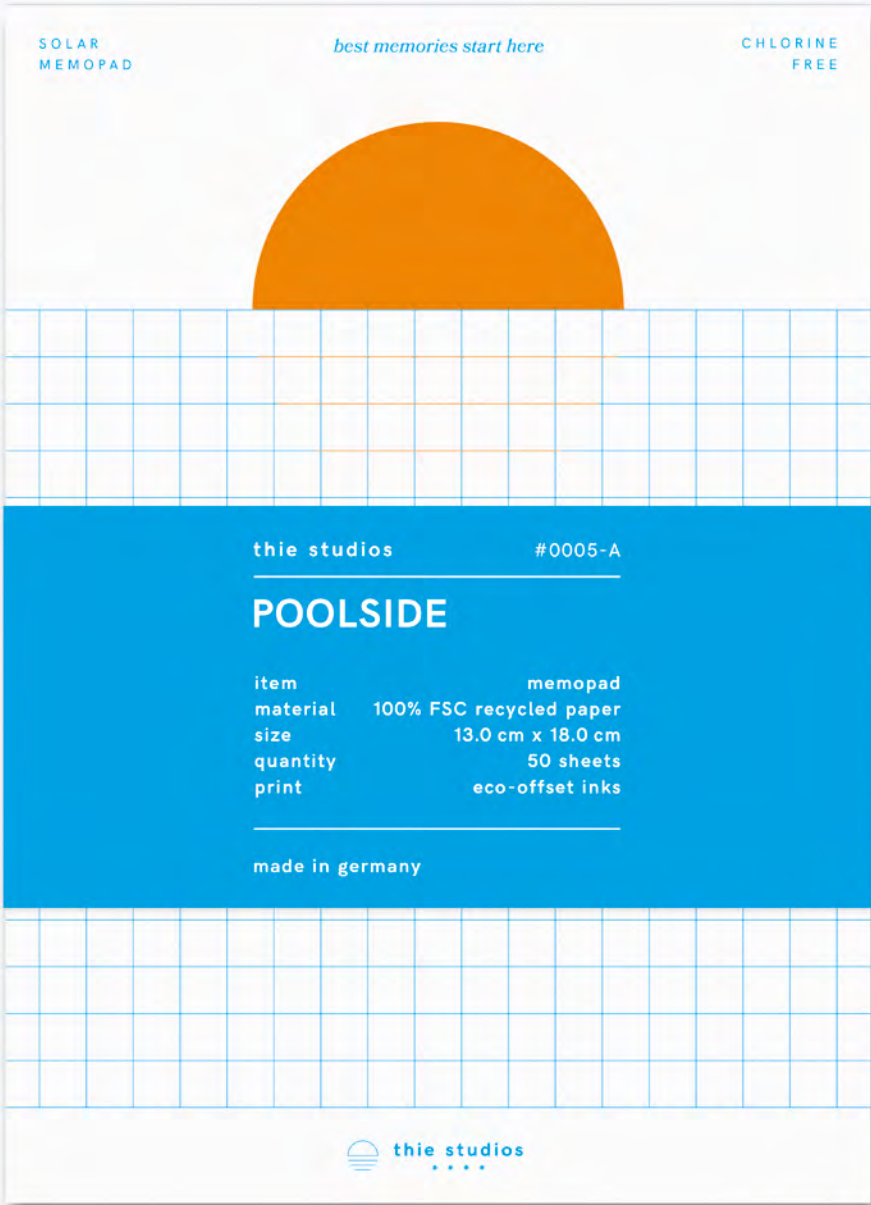 SOLAR
MEMOPAD
best memories start here
CHLORINE
FREE
thie studios #0005-A
POOLSIDE
item memopad
material 100% FSC recycled paper
size 13.0 cm x 18.0 cm
quantity 50 sheets
print eco-offset inks
made in germany
thie studios